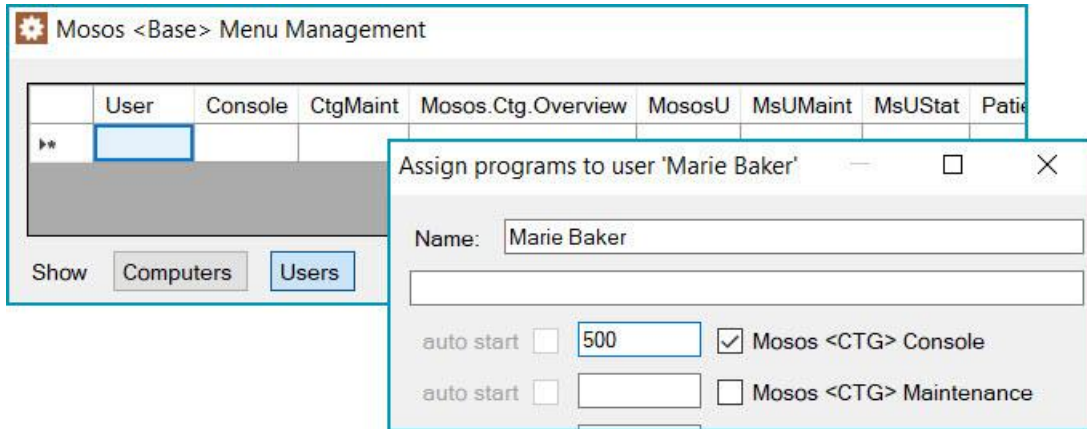 Mosos <Base> Menu Management
User Console CtgMaint Mosos.Ctg.Overview MososU MsUMaint MsUStat
Assign programs to user 'Marie Baker'
Name: Marie Baker
Show Computers Users
auto start 500 Mosos <CTG> Console
auto start Mosos <CTG> Maintenance